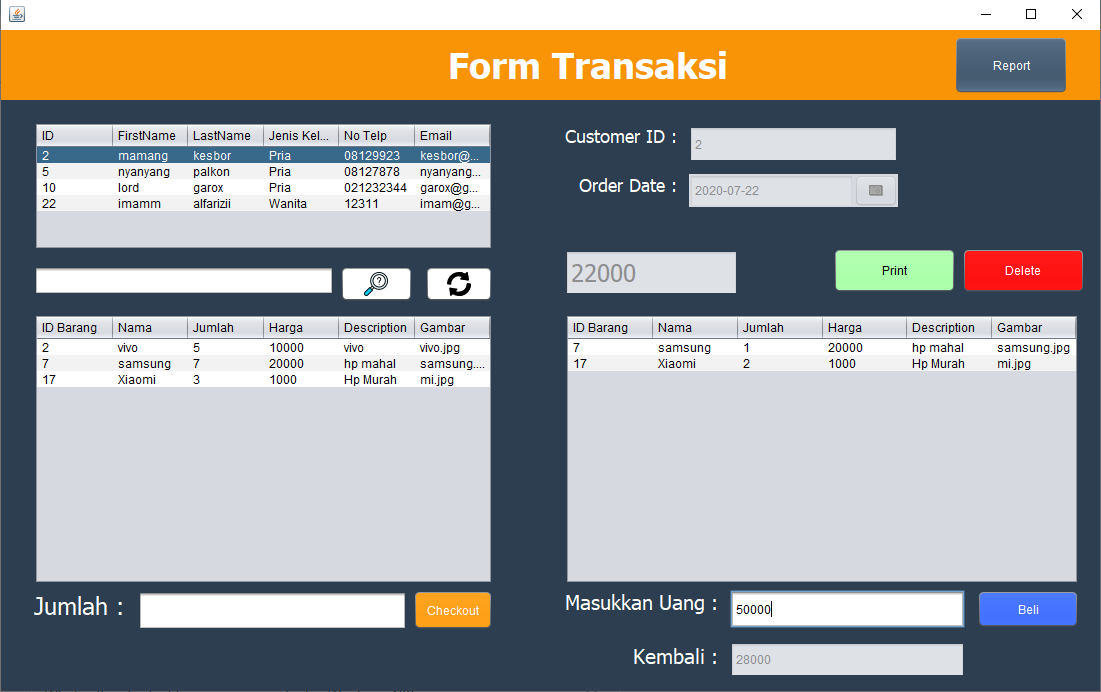 Form Transaksi
Report
ID FirstName LastName Jenis Kel... No Telp Email
2 mamang kesbor Pria 08129923 kesbor@...
5 nyanyang palkon Pria 08127878 nyanyang...
10 lord garox Pria 021232344 garox@g...
22 imamm alfarizii Wanita 12311 imam@g...
Customer ID :
2
Order Date :
2020-07-22
22000
Print
Delete
ID Barang Nama Jumlah Harga Description Gambar
2 vivo 5 10000 vivo vivo.jpg
7 samsung 7 20000 hp mahal samsung....
17 Xiaomi 3 1000 Hp Murah mi.jpg
ID Barang Nama Jumlah Harga Description Gambar
7 samsung 1 20000 hp mahal samsung.jpg
17 Xiaomi 2 1000 Hp Murah mi.jpg
Jumlah :
Checkout
Masukkan Uang :
50000
Beli
Kembali :
28000